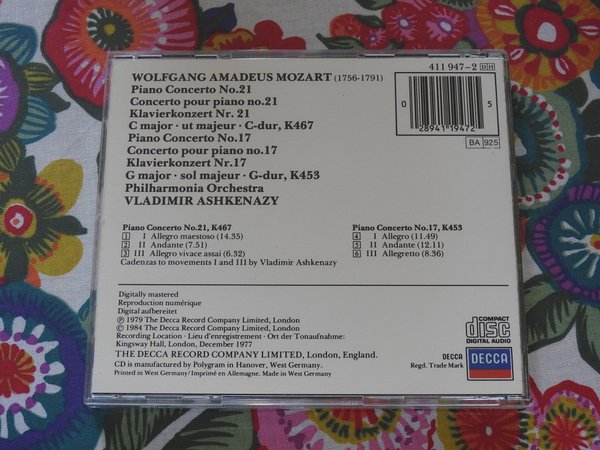 WOLFGANG AMADEUS MOZART (1756-1791)
Piano Concerto No.21
Concerto pour piano no.21
Klavierkonzert Nr. 21
C major · ut majeur · C-dur, K467
Piano Concerto No.17
Concerto pour piano no.17
Klavierkonzert Nr.17
G major · sol majeur · G-dur, K453
Philharmonia Orchestra
VLADIMIR ASHKENAZY
411 947-2 DH
0 28941 19472 5
BA 925
Piano Concerto No.21, K467
1 I Allegro maestoso (14.35)
2 II Andante (7.51)
3 III Allegro vivace assai (6.32)
Cadenzas to movements I and III by Vladimir Ashkenazy
Piano Concerto No.17, K453
4 I Allegro (11.49)
5 II Andante (12.11)
6 III Allegretto (8.36)
Digitally mastered
Reproduction numérique
Digital aufbereitet
℗ 1979 The Decca Record Company Limited, London
© 1984 The Decca Record Company Limited, London
Recording Location · Lieu d'enregistrement · Ort der Tonaufnahme:
Kingsway Hall, London, December 1977
THE DECCA RECORD COMPANY LIMITED, London, England.
CD is manufactured by Polygram in Hanover, West Germany.
Printed in West Germany/Imprimé en Allemagne. Made in West Germany
COMPACT
disc
DIGITAL AUDIO
DECCA
Regd. Trade Mark
DECCA